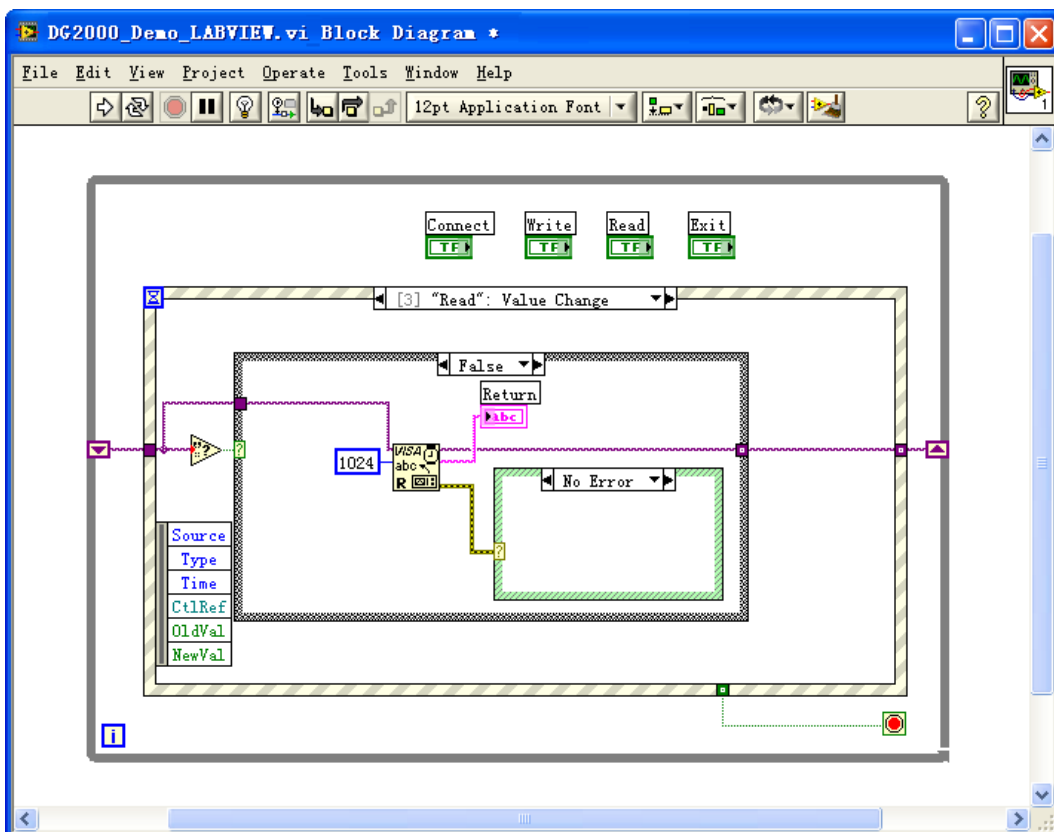 DG2000_Demo_LABVIEW.vi Block Diagram *
File Edit View Project Operate Tools Window Help
12pt Application Font
?
1
Connect Write Read Exit
TF TF TF TF
[3] "Read": Value Change
False
Return
abc
?
?
1024
VISA
abc
R
No Error
?
Source
Type
Time
CtlRef
OldVal
NewVal
i